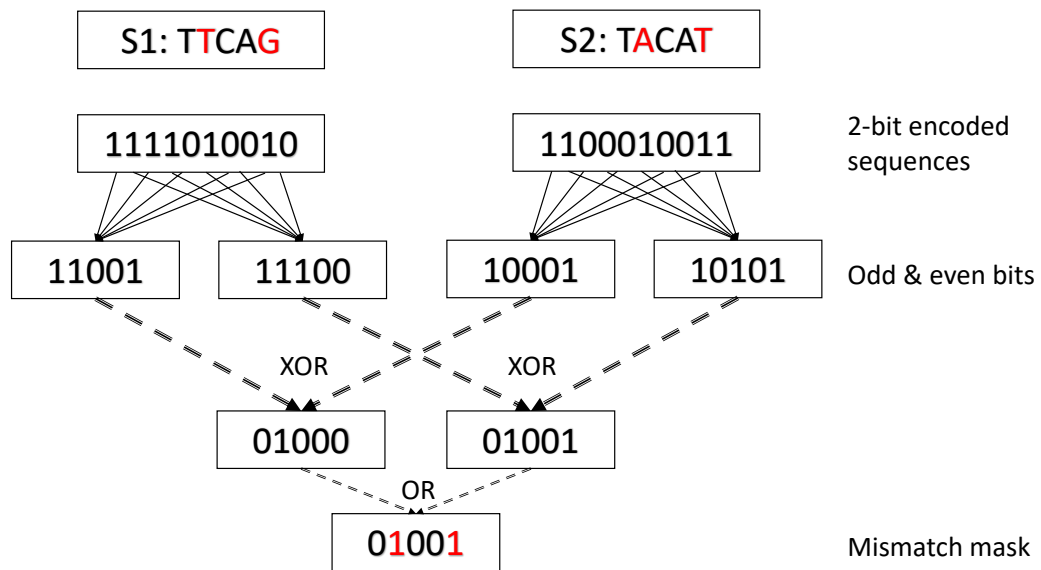 S1: TTCAG
S2: TACAT
1111010010
1100010011
2-bit encoded
sequences
11001
11100
10001
10101
Odd & even bits
XOR
XOR
01000
01001
OR
01001
Mismatch mask